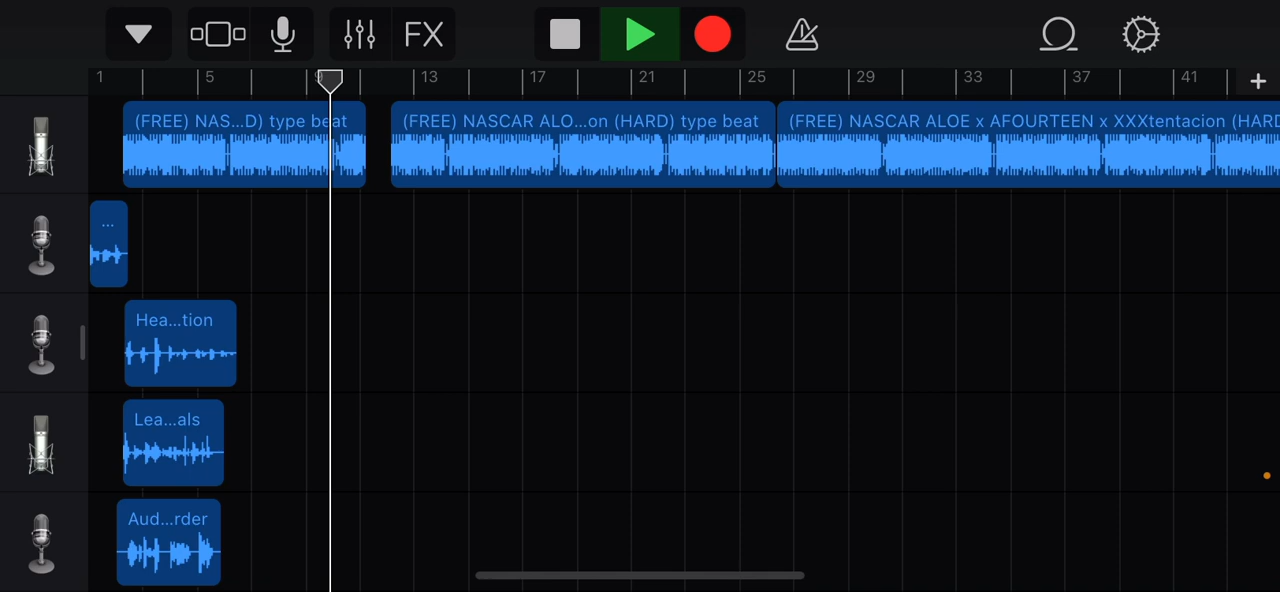 FX
1 5 9 13 17 21 25 29 33 37 41
(FREE) NAS...D) type beat
(FREE) NASCAR ALO...on (HARD) type beat
(FREE) NASCAR ALOE x AFOURTEEN x XXXtentacion (HARD
...
Hea...tion
Lea...als
Aud...rder